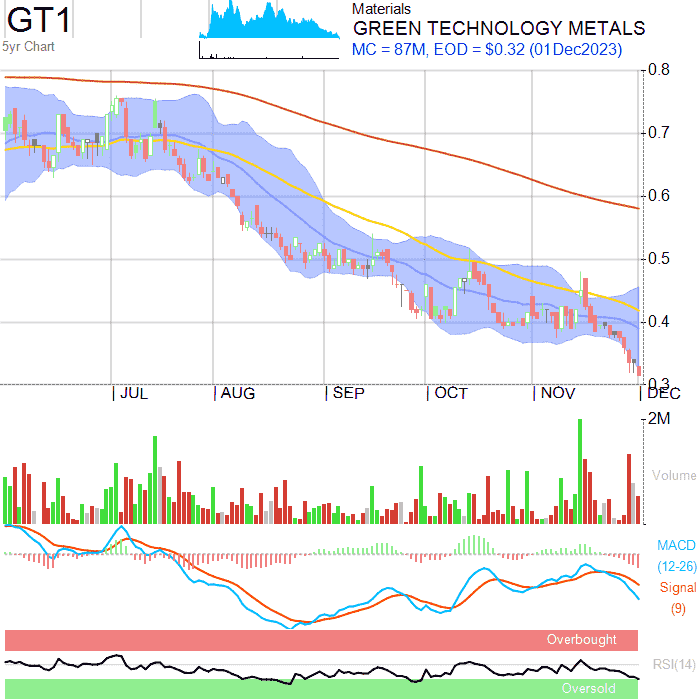 GT1
5yr Chart
Materials
GREEN TECHNOLOGY METALS
MC = 87M, EOD = $0.32 (01Dec2023)
0.8
0.7
0.6
0.5
0.4
0.3
JUL AUG SEP OCT NOV DEC
2M
Volume
MACD
(12-26)
Signal
(9)
Overbought
RSI(14)
Oversold